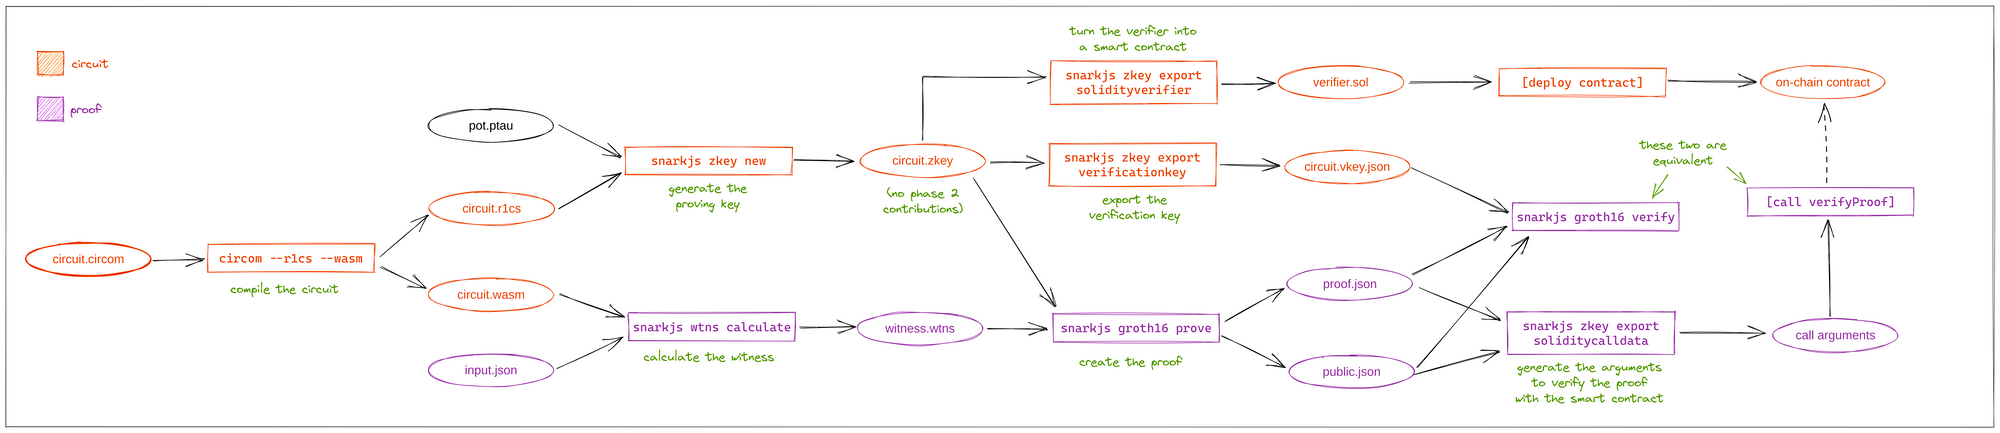 circuit
proof
circuit.circom
circom --r1cs --wasm
compile the circuit
pot.ptau
circuit.r1cs
circuit.wasm
input.json
snarkjs zkey new
generate the
proving key
snarkjs wtns calculate
calculate the witness
circuit.zkey
(no phase 2
contributions)
witness.wtns
turn the verifier into
a smart contract
snarkjs zkey export
solidityverifier
snarkjs zkey export
verificationkey
export the
verification key
snarkjs groth16 prove
create the proof
verifier.sol
circuit.vkey.json
proof.json
public.json
[deploy contract]
these two are
equivalent
snarkjs groth16 verify
snarkjs zkey export
soliditycalldata
generate the arguments
to verify the proof
with the smart contract
on-chain contract
[call verifyProof]
call arguments